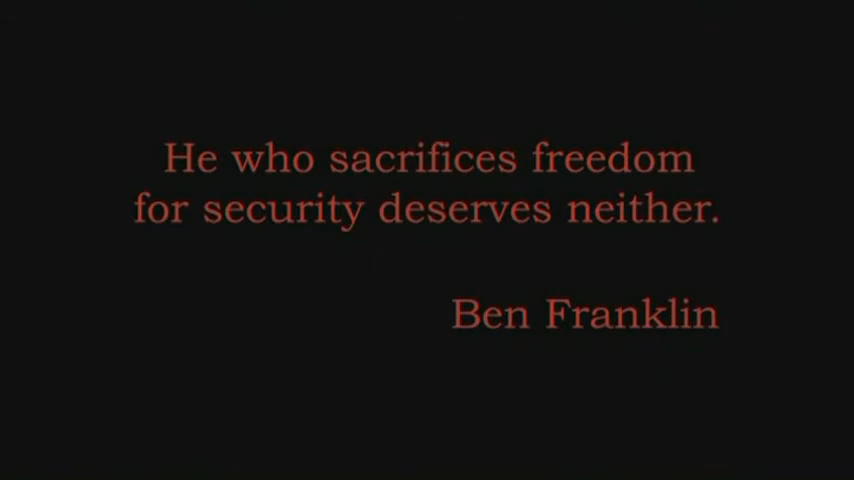 He who sacrifices freedom
for security deserves neither.
Ben Franklin